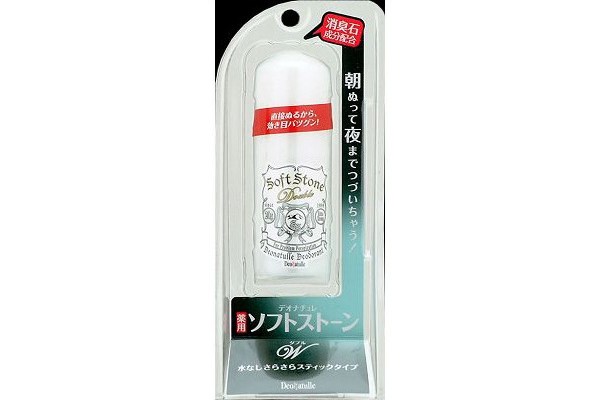 消臭石
成分配合
朝ぬって夜までつづいちゃう!
直接ぬるから、
効き目バツグン!
Soft Stone
Double
For Premium Formulation
Deonatulle Deodorant
Deonatulle
デオナチュレ
薬用
ソフトストーン
ダブル
W
水なしさらさらスティックタイプ
Deonatulle